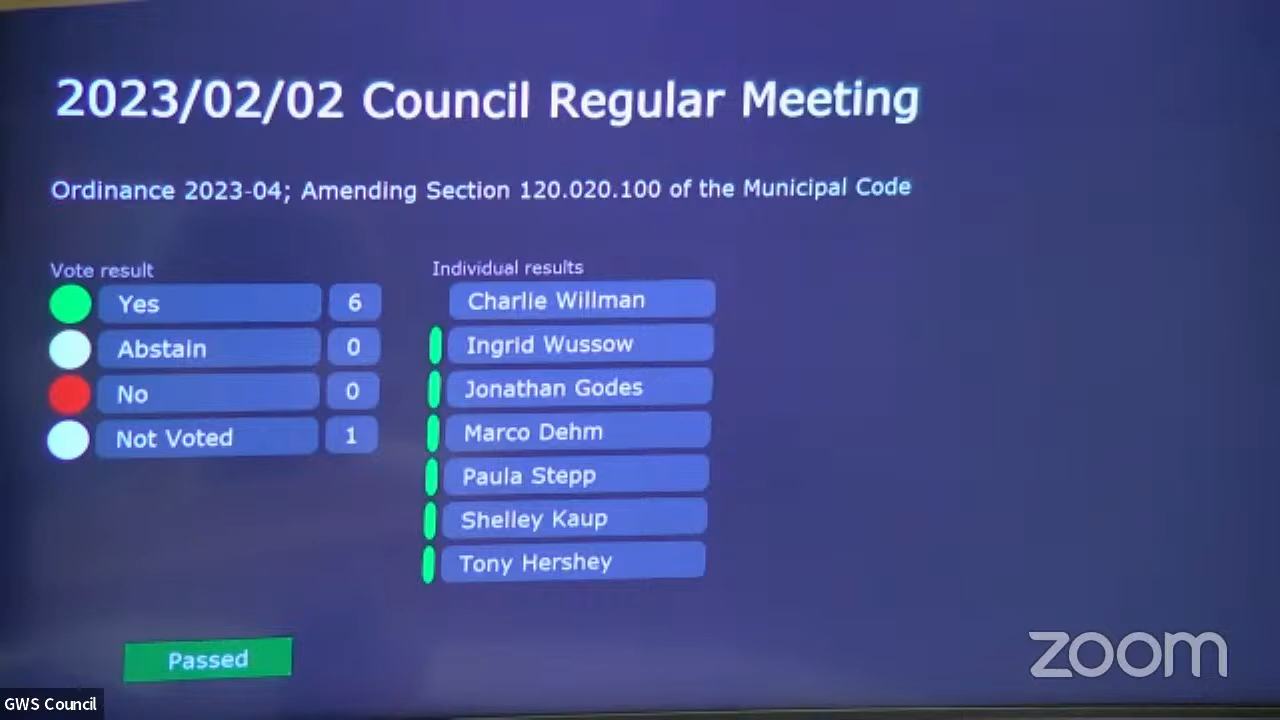 2023/02/02 Council Regular Meeting
Ordinance 2023-04; Amending Section 120.020.100 of the Municipal Code
Vote result
Yes 6
Abstain 0
No 0
Not Voted 1
Individual results
Charlie Willman
Ingrid Wussow
Jonathan Godes
Marco Dehm
Paula Stepp
Shelley Kaup
Tony Hershey
Passed
zoom
GWS Council